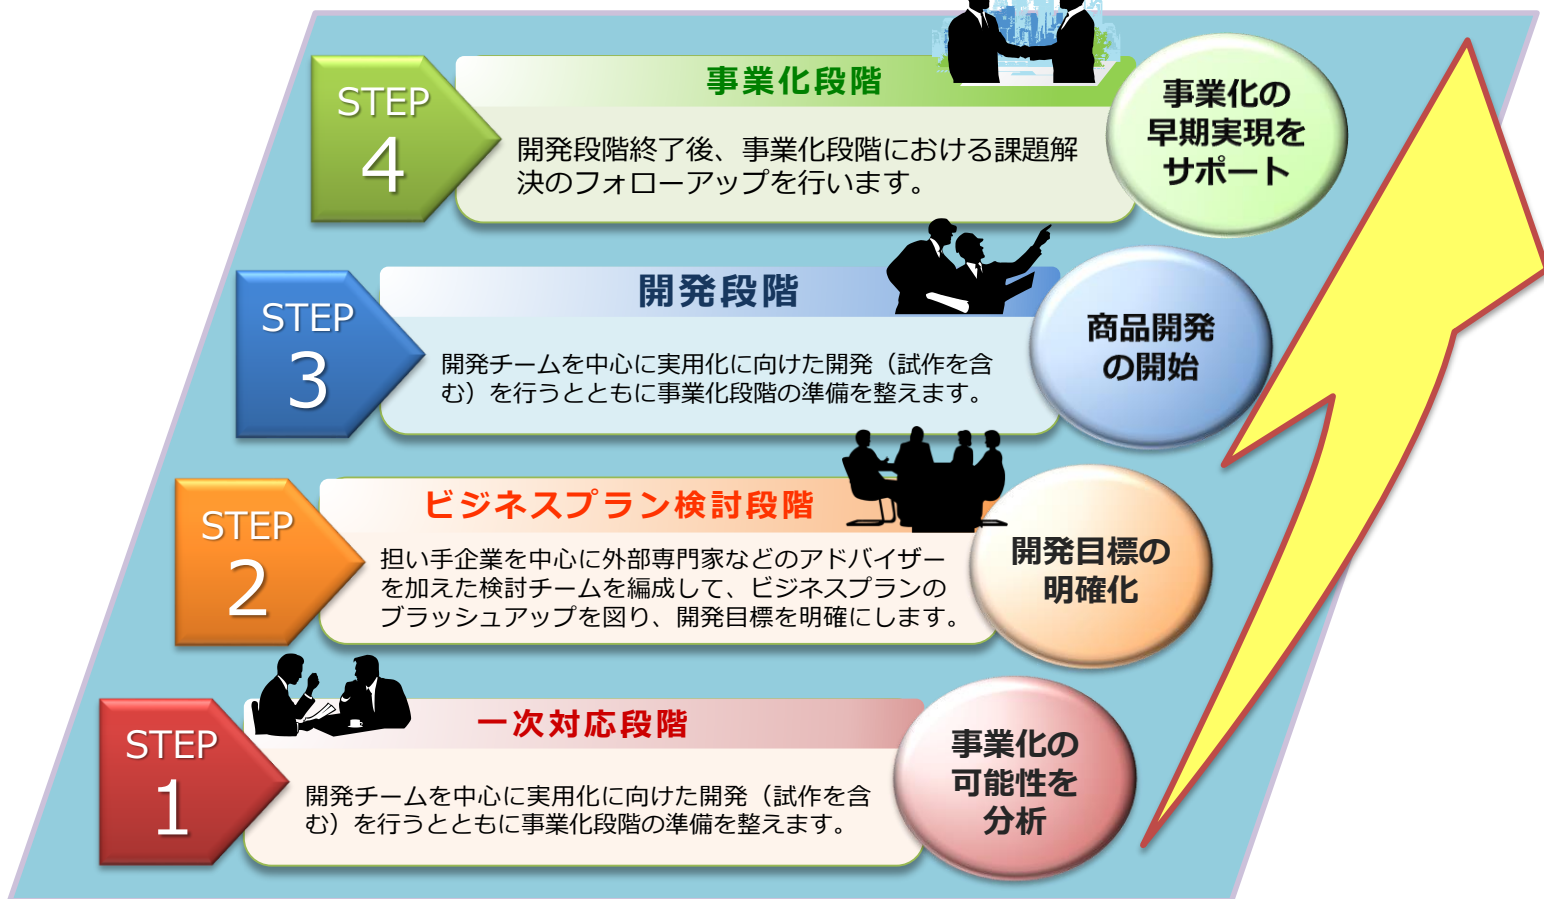 STEP
4
事業化段階
開発段階終了後、事業化段階における課題解
決のフォローアップを行います。
事業化の
早期実現を
サポート
STEP
3
開発段階
開発チームを中心に実用化に向けた開発（試作を含
む）を行うとともに事業化段階の準備を整えます。
商品開発
の開始
STEP
2
ビジネスプラン検討段階
担い手企業を中心に外部専門家などのアドバイザー
を加えた検討チームを編成して、ビジネスプランの
ブラッシュアップを図り、開発目標を明確にします。
開発目標の
明確化
STEP
1
一次対応段階
開発チームを中心に実用化に向けた開発（試作を含
む）を行うとともに事業化段階の準備を整えます。
事業化の
可能性を
分析